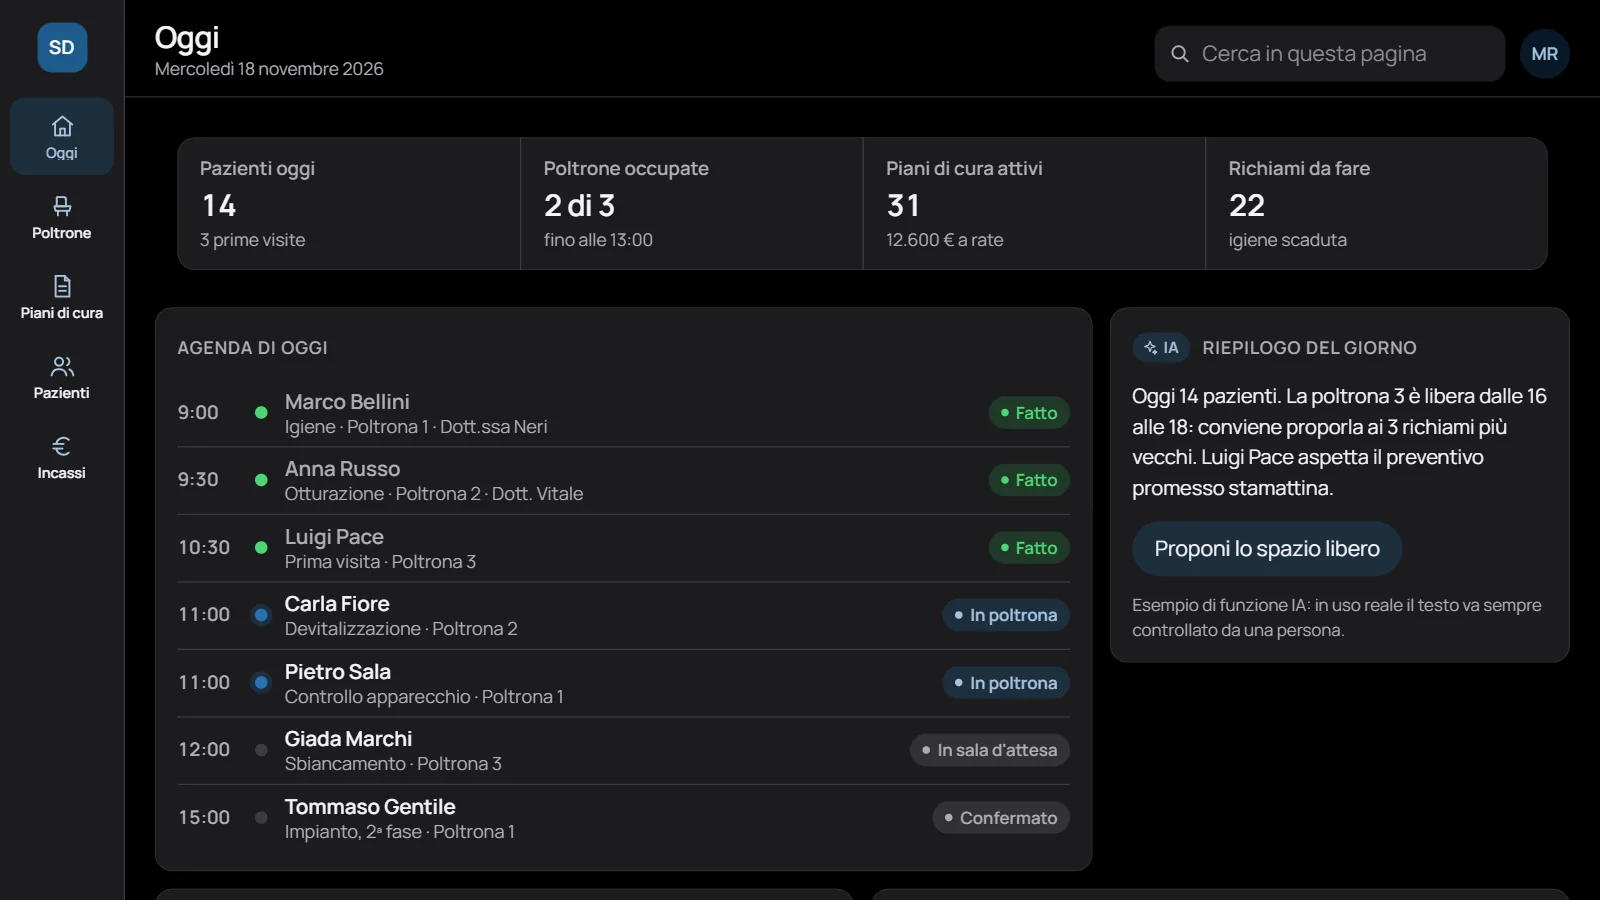 SD
Oggi
Poltrone
Piani di cura
Pazienti
Incassi
Oggi
Mercoledì 18 novembre 2026
Cerca in questa pagina
MR
Pazienti oggi
14
3 prime visite
Poltrone occupate
2 di 3
fino alle 13:00
Piani di cura attivi
31
12.600 € a rate
Richiami da fare
22
igiene scaduta
AGENDA DI OGGI
9:00
Marco Bellini
Igiene · Poltrona 1 · Dott.ssa Neri
Fatto
9:30
Anna Russo
Otturazione · Poltrona 2 · Dott. Vitale
Fatto
10:30
Luigi Pace
Prima visita · Poltrona 3
Fatto
11:00
Carla Fiore
Devitalizzazione · Poltrona 2
In poltrona
11:00
Pietro Sala
Controllo apparecchio · Poltrona 1
In poltrona
12:00
Giada Marchi
Sbiancamento · Poltrona 3
In sala d'attesa
15:00
Tommaso Gentile
Impianto, 2ª fase · Poltrona 1
Confermato
IA RIEPILOGO DEL GIORNO
Oggi 14 pazienti. La poltrona 3 è libera dalle 16
alle 18: conviene proporla ai 3 richiami più
vecchi. Luigi Pace aspetta il preventivo
promesso stamattina.
Proponi lo spazio libero
Esempio di funzione IA: in uso reale il testo va sempre
controllato da una persona.